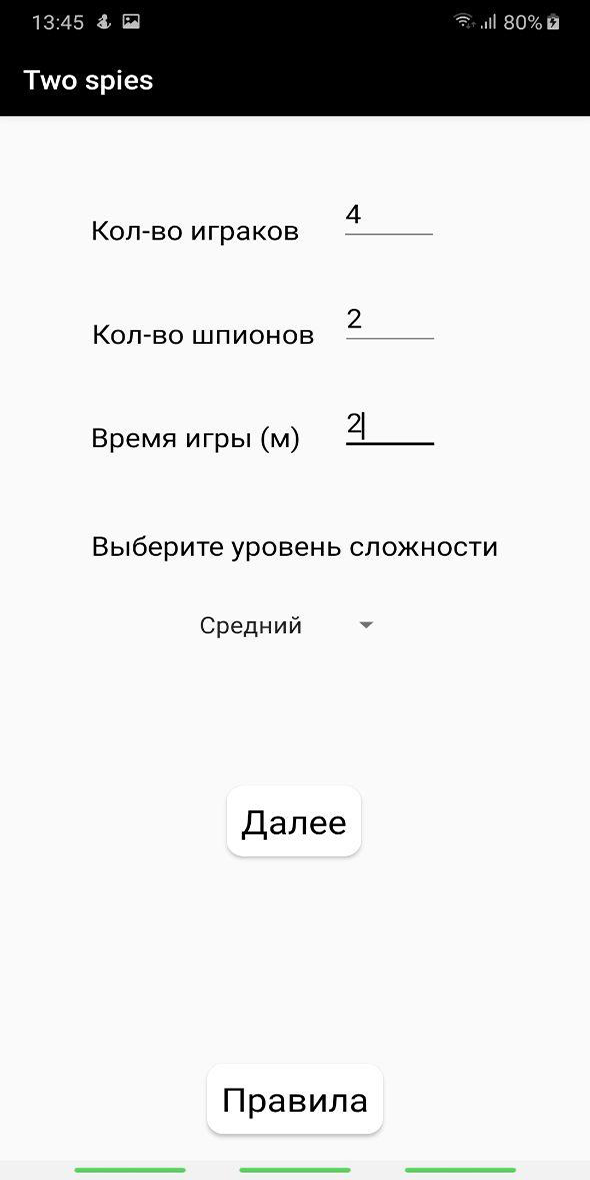 13:45 80%
Two spies
Кол-во играков 4
Кол-во шпионов 2
Время игры (м) 2
Выберите уровень сложности
Средний
Далее
Правила